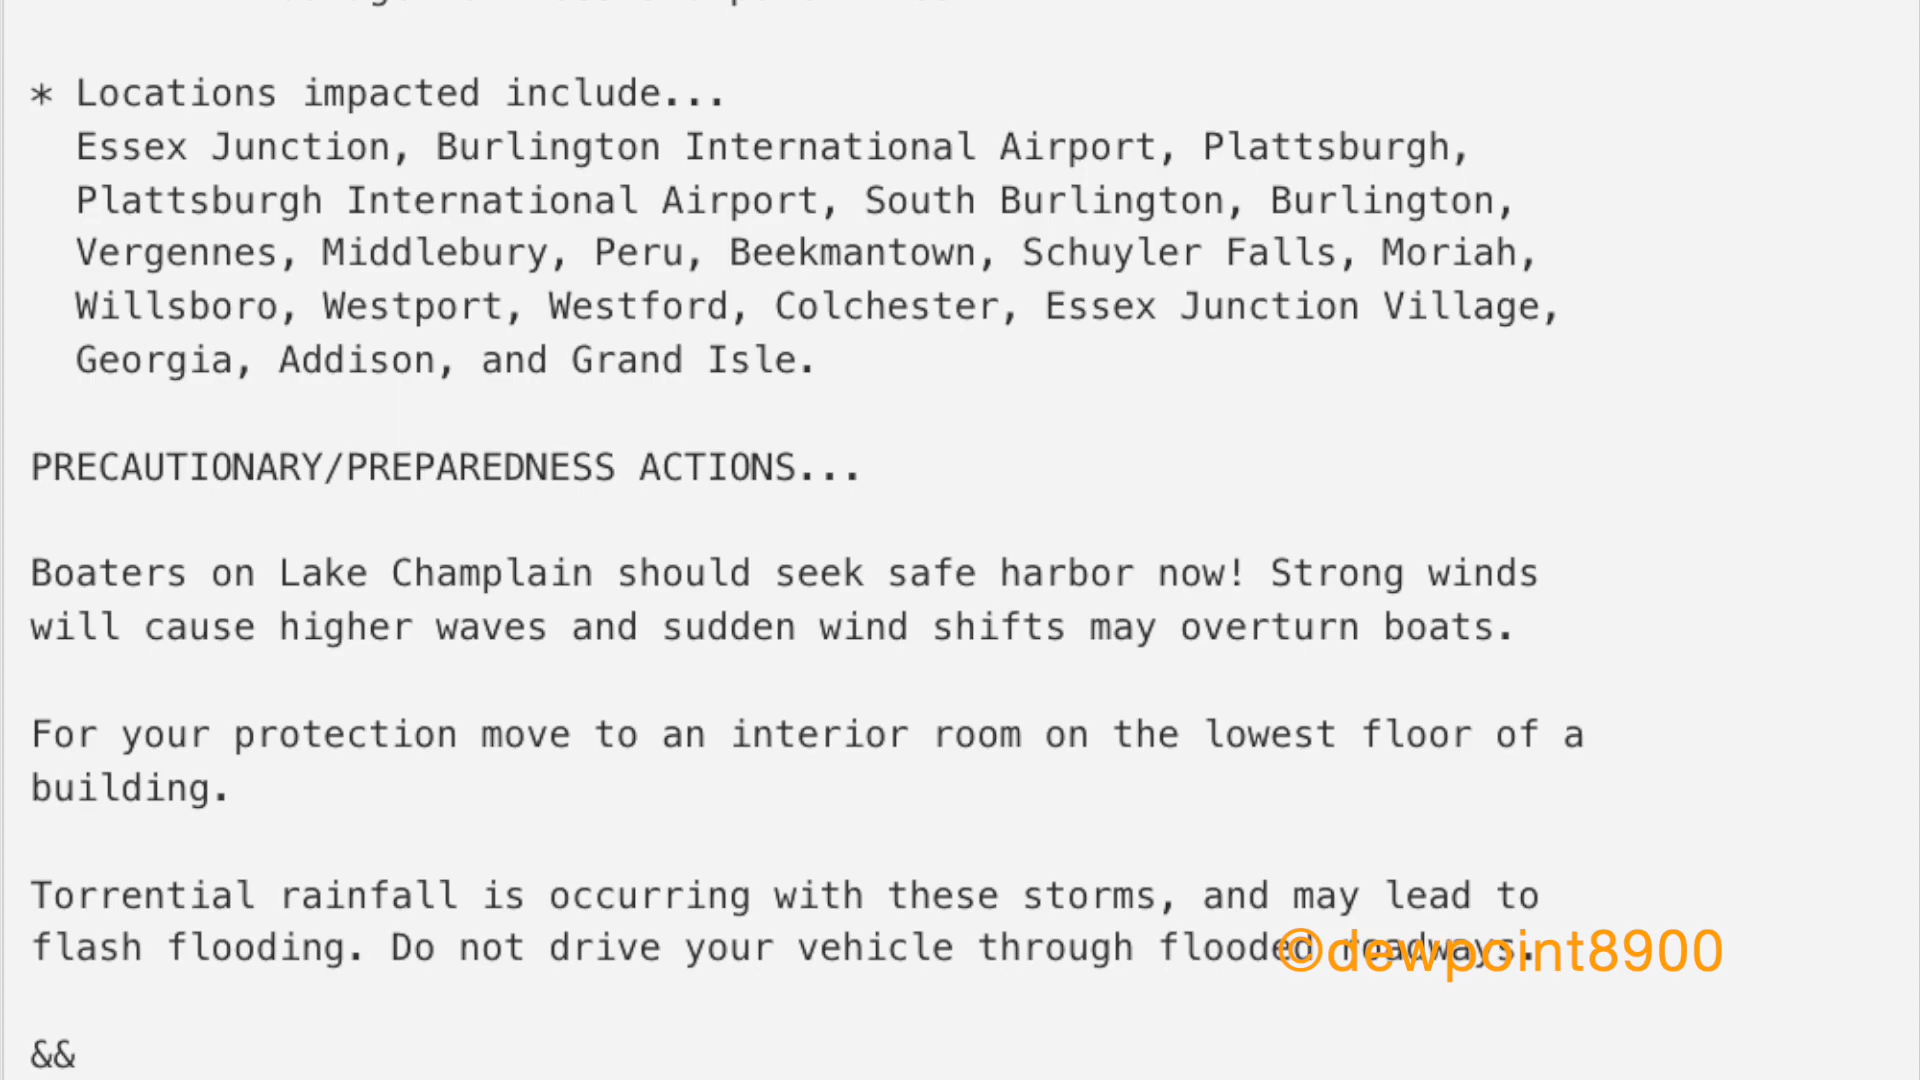 * Locations impacted include...
Essex Junction, Burlington International Airport, Plattsburgh,
Plattsburgh International Airport, South Burlington, Burlington,
Vergennes, Middlebury, Peru, Beekmantown, Schuyler Falls, Moriah,
Willsboro, Westport, Westford, Colchester, Essex Junction Village,
Georgia, Addison, and Grand Isle.
PRECAUTIONARY/PREPAREDNESS ACTIONS...
Boaters on Lake Champlain should seek safe harbor now! Strong winds
will cause higher waves and sudden wind shifts may overturn boats.
For your protection move to an interior room on the lowest floor of a
building.
Torrential rainfall is occurring with these storms, and may lead to
flash flooding. Do not drive your vehicle through flooded roadways.
©dewpoint8900
&&